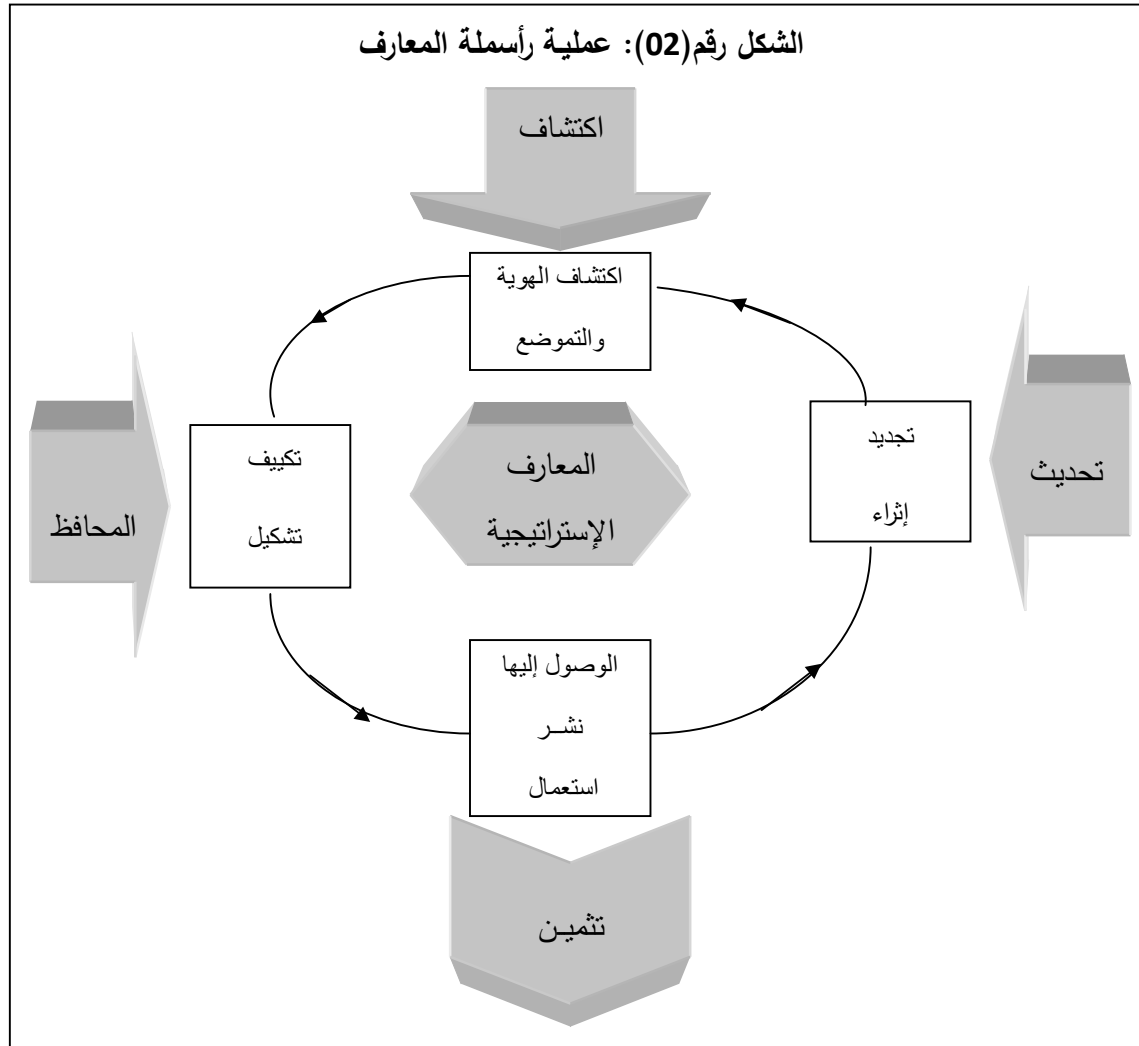 الشكل رقم(02): عملية رأسملة المعارف
اكتشاف
اكتشاف الهوية
والتموضع
تجديد
إثراء
تحديث
المعارف
الإستراتيجية
تكييف
تشكيل
المحافظ
الوصول إليها
نشــر
استعمال
تثميـن